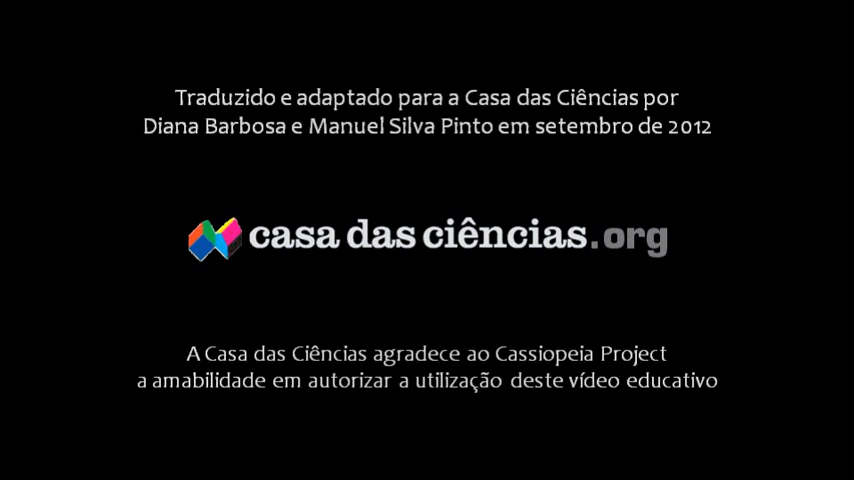 Traduzido e adaptado para a Casa das Ciências por
Diana Barbosa e Manuel Silva Pinto em setembro de 2012
casa das ciências.org
A Casa das Ciências agradece ao Cassiopeia Project
a amabilidade em autorizar a utilização deste vídeo educativo